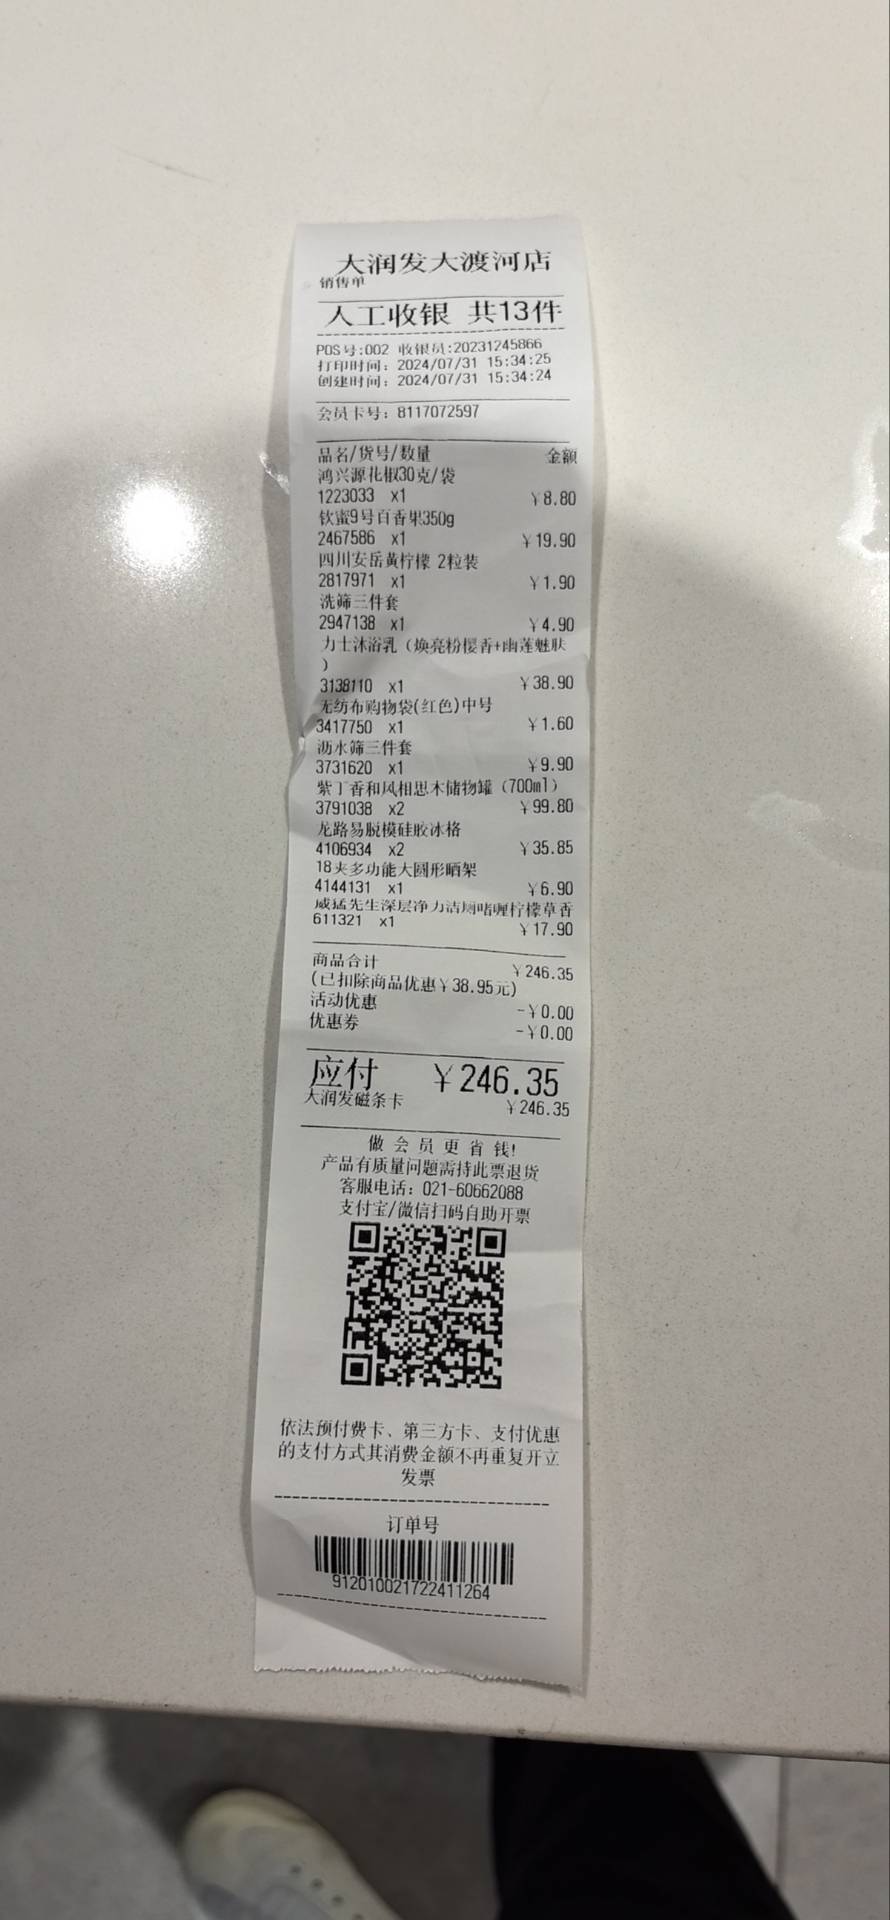 大润发大渡河店
销售单
人工收银 共13件
POS号:002 收银员:20231245866
打印时间: 2024/07/31 15:34:25
创建时间: 2024/07/31 15:34:24
会员卡号: 8117072597
品名/货号/数量 金额
鸿兴源花椒30克/袋
1223033 x1 ¥8.80
钦蜜9号百香果350g
2467586 x1 ¥19.90
四川安岳黄柠檬 2粒装
2817971 x1 ¥1.90
洗筛三件套
2947138 x1 ¥4.90
力士沐浴乳（焕亮粉樱香+幽莲魅肤
）
3138110 x1 ¥38.90
无纺布购物袋(红色)中号
3417750 x1 ¥1.60
沥水筛三件套
3731620 x1 ¥9.90
紫丁香和风相思木储物罐（700ml）
3791038 x2 ¥99.80
龙路易脱模硅胶冰格
4106934 x2 ¥35.85
18夹多功能大圆形晒架
4144131 x1 ¥6.90
威猛先生深层净力洁厕啫喱柠檬草香
611321 x1 ¥17.90
商品合计 ¥246.35
(已扣除商品优惠¥38.95元)
活动优惠 -¥0.00
优惠券 -¥0.00
应付 ¥246.35
大润发磁条卡 ¥246.35
做会员更省钱!
产品有质量问题需持此票退货
客服电话: 021-60662088
支付宝/微信扫码自助开票
依法预付费卡、第三方卡、支付优惠
的支付方式其消费金额不再重复开立
发票
订单号
912010021722411264